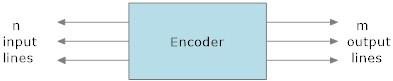 n
input
lines
Encoder
m
output
lines